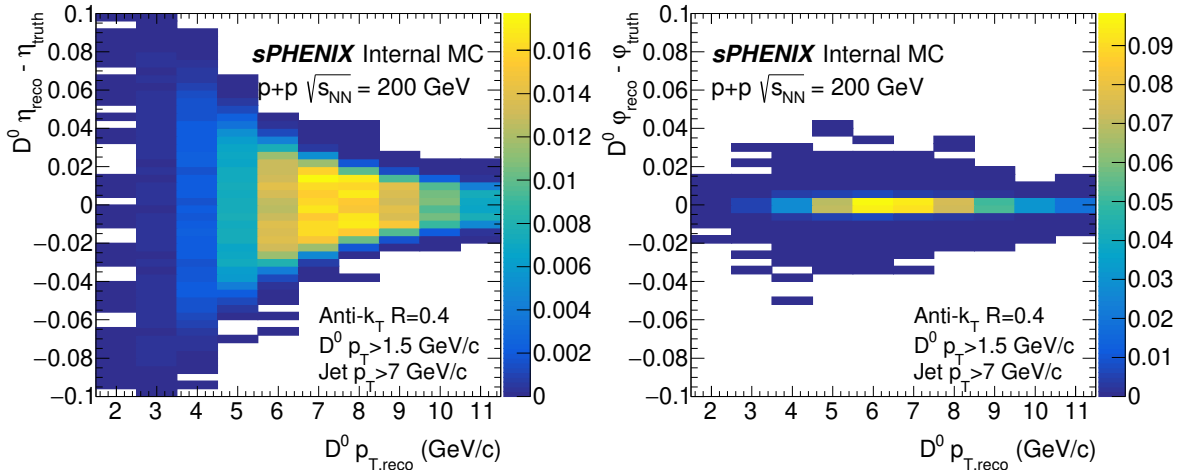 D⁰ η_reco - η_truth
0.1
0.08
0.06
0.04
0.02
0
−0.02
−0.04
−0.06
−0.08
−0.1
sPHENIX Internal MC
p+p √s_NN = 200 GeV
Anti-k_T R=0.4
D⁰ p_T>1.5 GeV/c
Jet p_T>7 GeV/c
2 3 4 5 6 7 8 9 10 11
D⁰ p_T,reco (GeV/c)
0.016
0.014
0.012
0.01
0.008
0.006
0.004
0.002
0
D⁰ φ_reco - φ_truth
0.1
0.08
0.06
0.04
0.02
0
−0.02
−0.04
−0.06
−0.08
−0.1
sPHENIX Internal MC
p+p √s_NN = 200 GeV
Anti-k_T R=0.4
D⁰ p_T>1.5 GeV/c
Jet p_T>7 GeV/c
2 3 4 5 6 7 8 9 10 11
D⁰ p_T,reco (GeV/c)
0.09
0.08
0.07
0.06
0.05
0.04
0.03
0.02
0.01
0